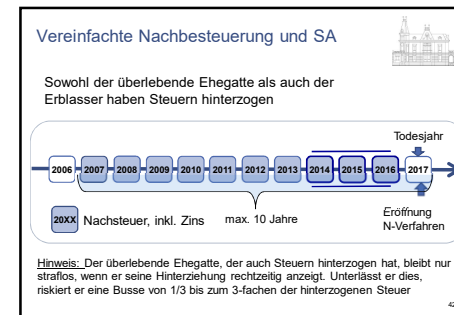 Vereinfachte Nachbesteuerung und SA
Sowohl der überlebende Ehegatte als auch der
Erblasser haben Steuern hinterzogen
Todesjahr
2006 2007 2008 2009 2010 2011 2012 2013 2014 2015 2016 2017
20XX Nachsteuer, inkl. Zins
max. 10 Jahre
Eröffnung
N-Verfahren
Hinweis: Der überlebende Ehegatte, der auch Steuern hinterzogen hat, bleibt nur
straflos, wenn er seine Hinterziehung rechtzeitig anzeigt. Unterlässt er dies,
riskiert er eine Busse von 1/3 bis zum 3-fachen der hinterzogenen Steuer
42